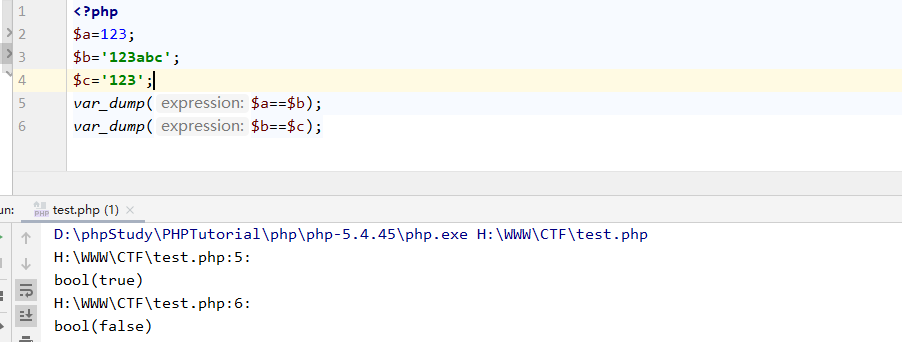 1 <?php
2 $a=123;
3 $b='123abc';
4 $c='123';
5 var_dump( expression: $a==$b);
6 var_dump( expression: $b==$c);
un: test.php (1) ×
D:\phpStudy\PHPTutorial\php\php-5.4.45\php.exe H:\WWW\CTF\test.php
H:\WWW\CTF\test.php:5:
bool(true)
H:\WWW\CTF\test.php:6:
bool(false)